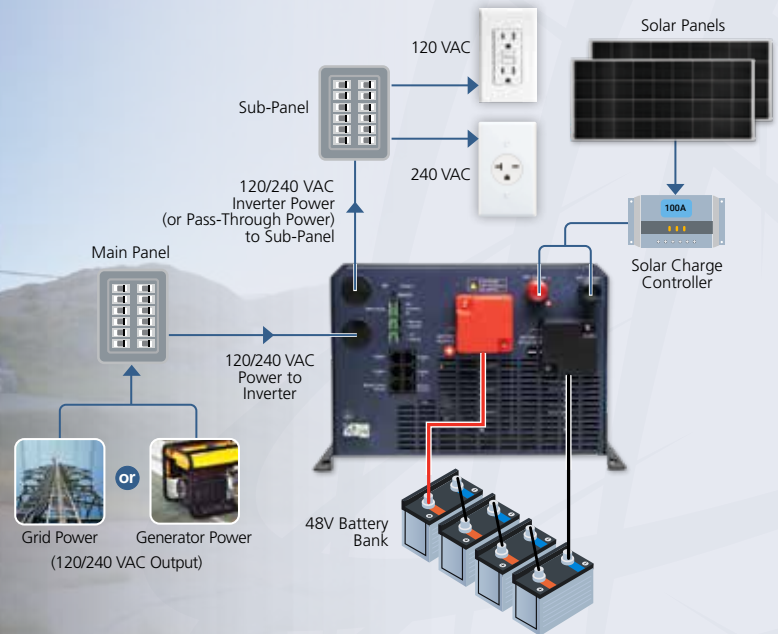 Solar Panels
120 VAC
Sub-Panel
240 VAC
120/240 VAC
Inverter Power
(or Pass-Through Power)
to Sub-Panel
100A
Main Panel
Solar Charge
Controller
120/240 VAC
Power to
Inverter
or
48V Battery
Bank
Grid Power
Generator Power
(120/240 VAC Output)